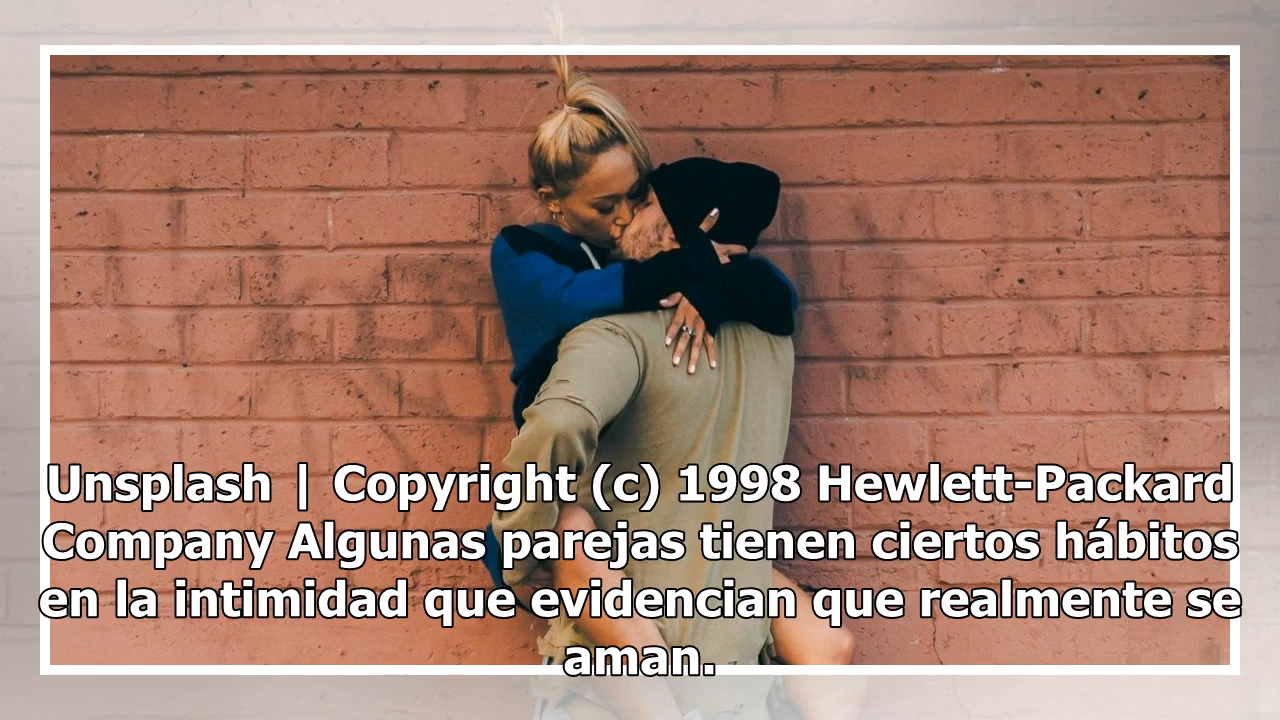 Unsplash | Copyright (c) 1998 Hewlett-Packard
Company Algunas parejas tienen ciertos hábitos
en la intimidad que evidencian que realmente se
aman.